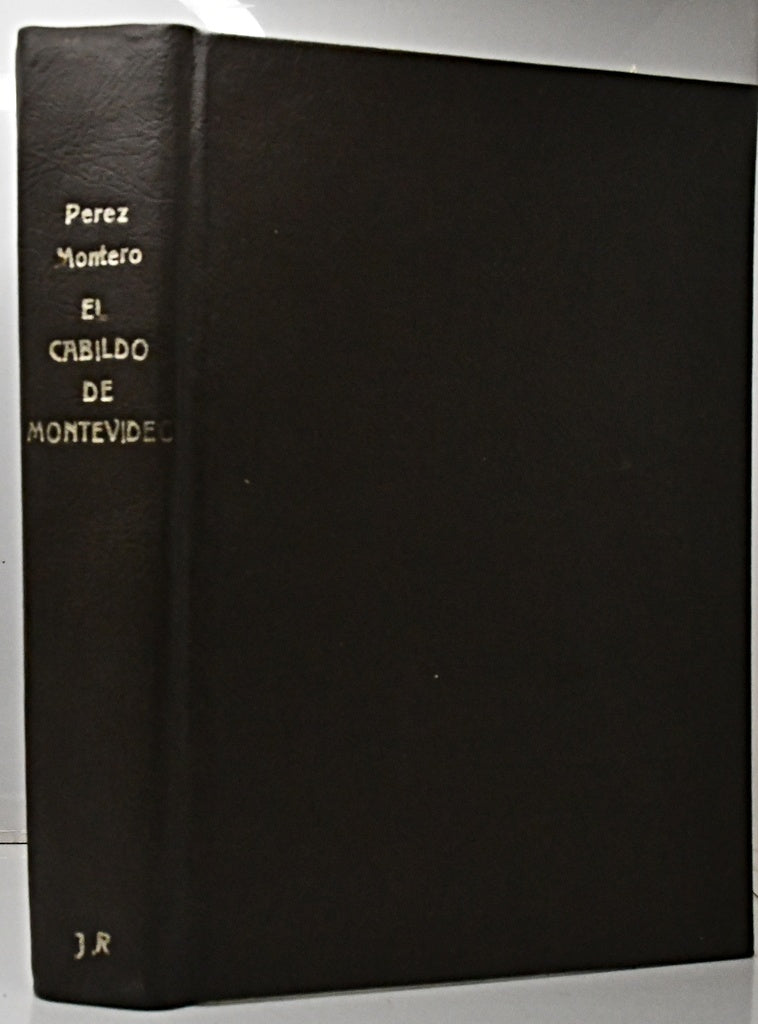 Perez
Montero
EL
CABILDO
DE
MONTEVIDEO
J.R